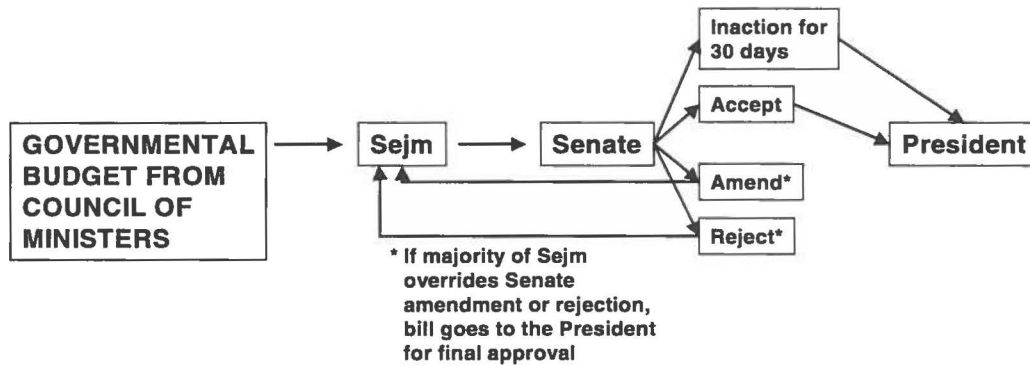 GOVERNMENTAL
BUDGET FROM
COUNCIL OF
MINISTERS
Sejm
Senate
Inaction for
30 days
Accept
Amend*
Reject*
President
* If majority of Sejm
overrides Senate
amendment or rejection,
bill goes to the President
for final approval